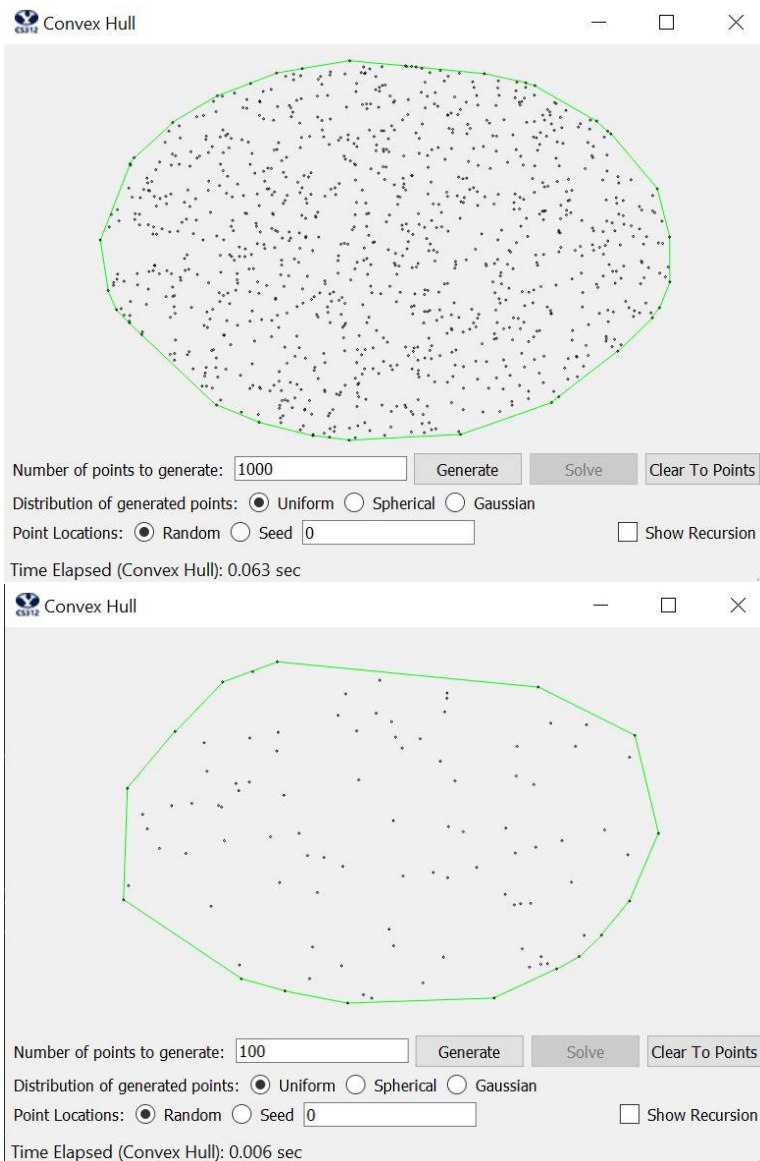 CS312 Convex Hull
Number of points to generate: 1000 Generate Solve Clear To Points
Distribution of generated points: Uniform Spherical Gaussian
Point Locations: Random Seed 0 Show Recursion
Time Elapsed (Convex Hull): 0.063 sec
CS312 Convex Hull
Number of points to generate: 100 Generate Solve Clear To Points
Distribution of generated points: Uniform Spherical Gaussian
Point Locations: Random Seed 0 Show Recursion
Time Elapsed (Convex Hull): 0.006 sec